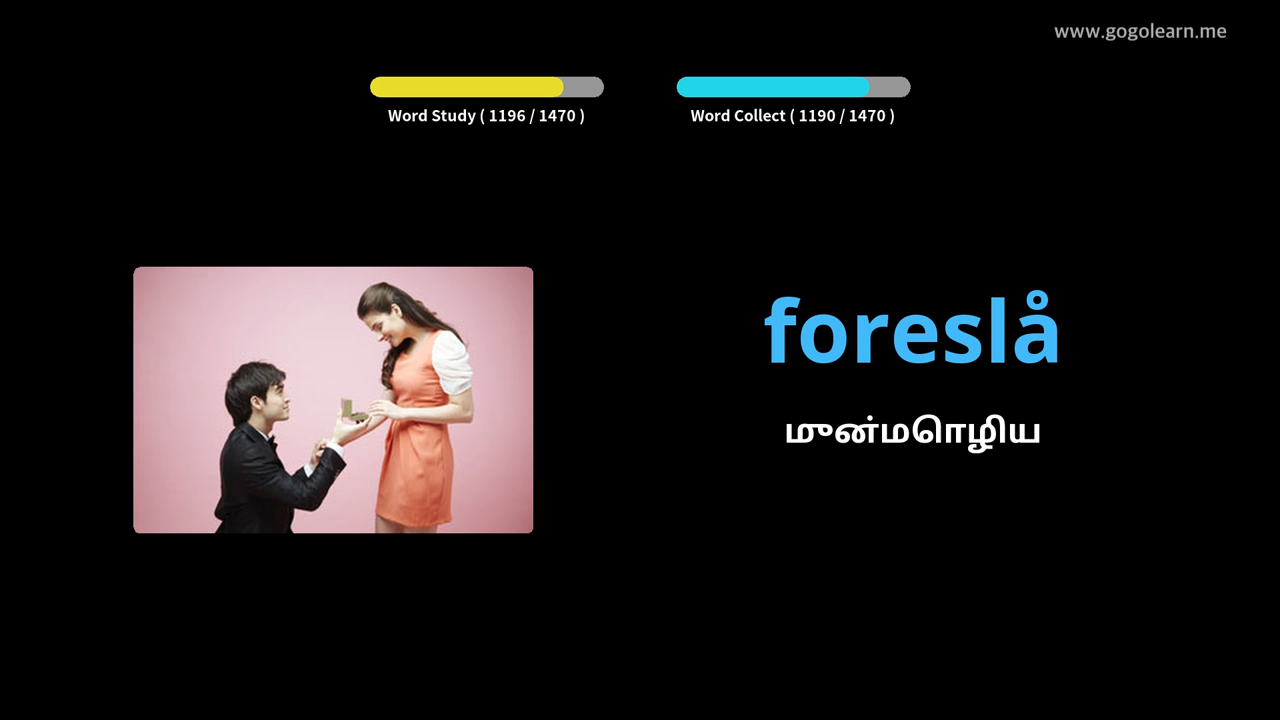 www.gogolearn.me
Word Study ( 1196 / 1470 )
Word Collect ( 1190 / 1470 )
foreslå
முன்மொழிய